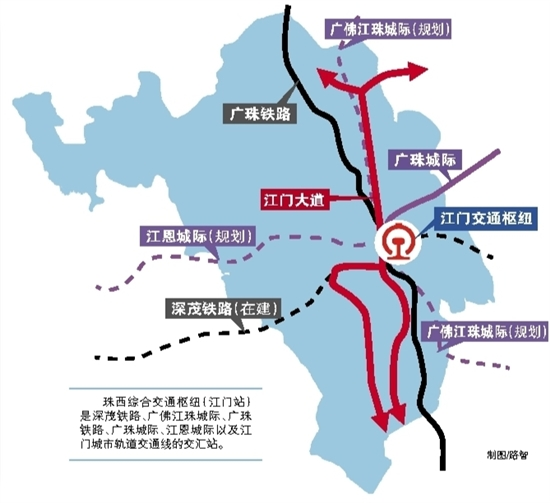 广佛江珠城际(规划)
广珠铁路
广珠城际
江门大道
江门交通枢纽
江恩城际(规划)
深茂铁路(在建)
广佛江珠城际(规划)
珠西综合交通枢纽(江门站)
是深茂铁路、广佛江珠城际、广珠
铁路、广珠城际、江恩城际以及江
门城市轨道交通线的交汇站。
制图/路智